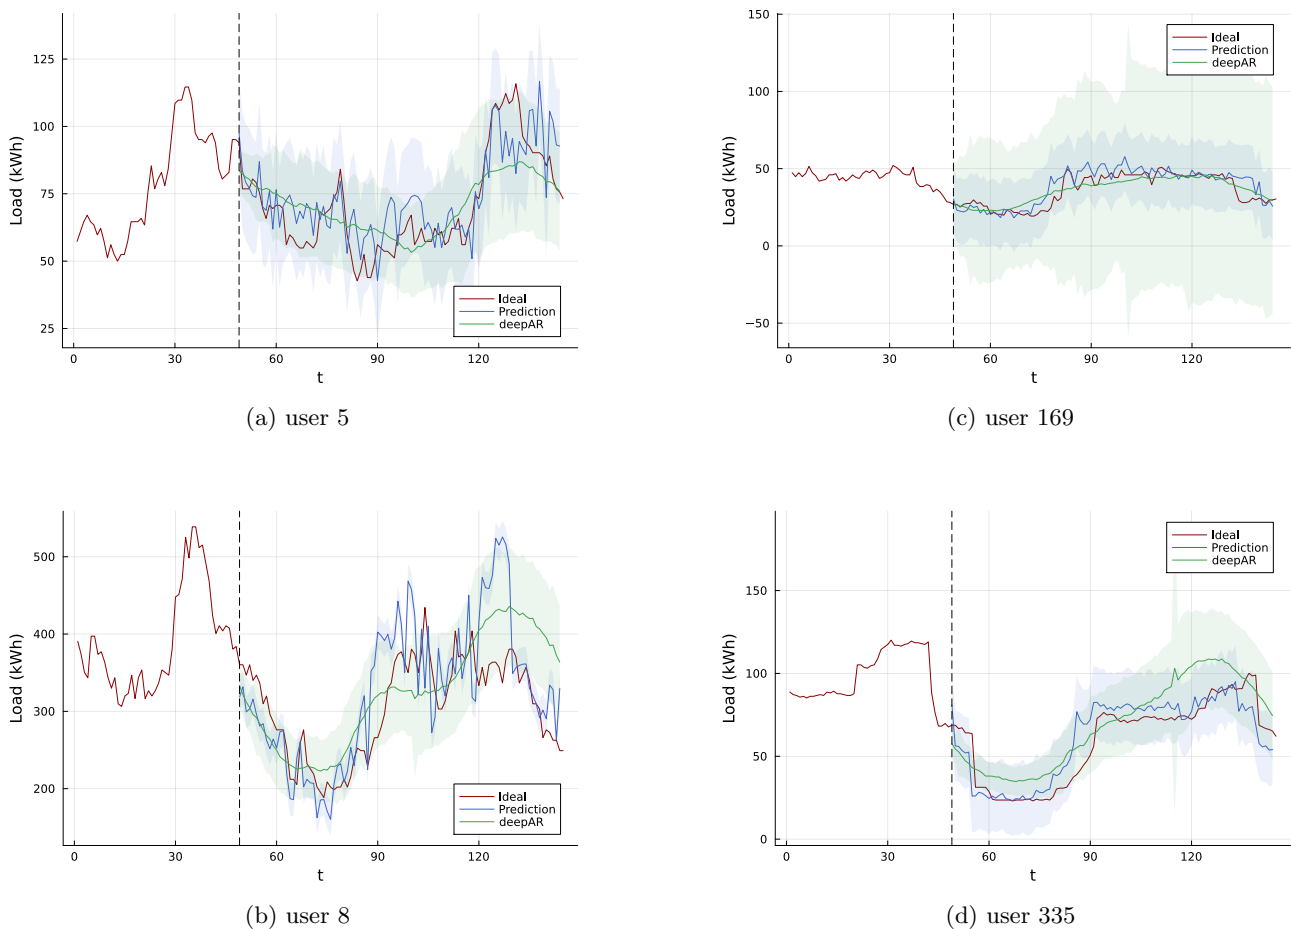 125
100
75
50
25
Load (kWh)
0 30 60 90 120
t
Ideal
Prediction
deepAR
(a) user 5
150
100
50
0
−50
Load (kWh)
0 30 60 90 120
t
Ideal
Prediction
deepAR
(c) user 169
500
400
300
200
Load (kWh)
0 30 60 90 120
t
Ideal
Prediction
deepAR
(b) user 8
150
100
50
0
Load (kWh)
0 30 60 90 120
t
Ideal
Prediction
deepAR
(d) user 335